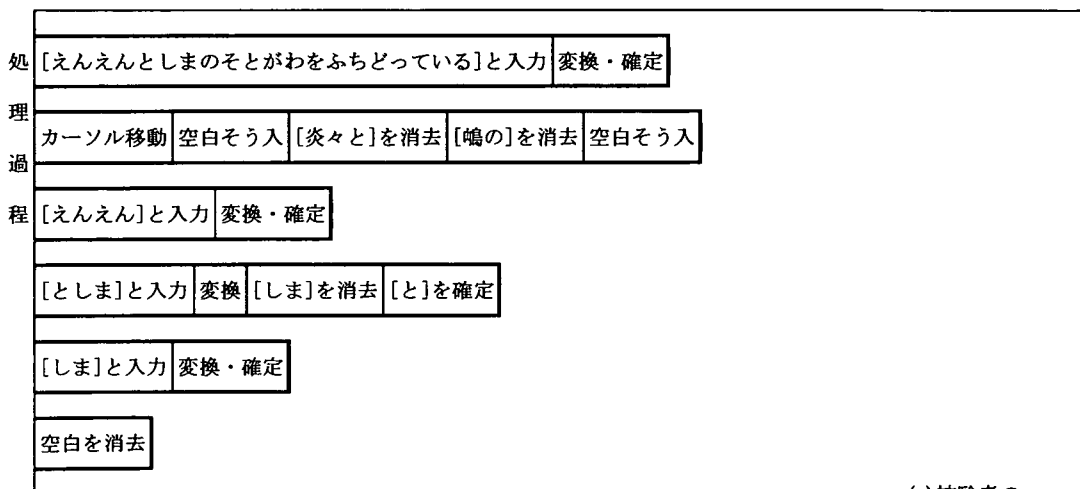 処理過程
[えんえんとしまのそとがわをふちどっている]と入力 変換・確定
カーソル移動 空白そう入 [炎々と]を消去 [嶋の]を消去 空白そう入
[えんえん]と入力 変換・確定
[としま]と入力 変換 [しま]を消去 [と]を確定
[しま]と入力 変換・確定
空白を消去